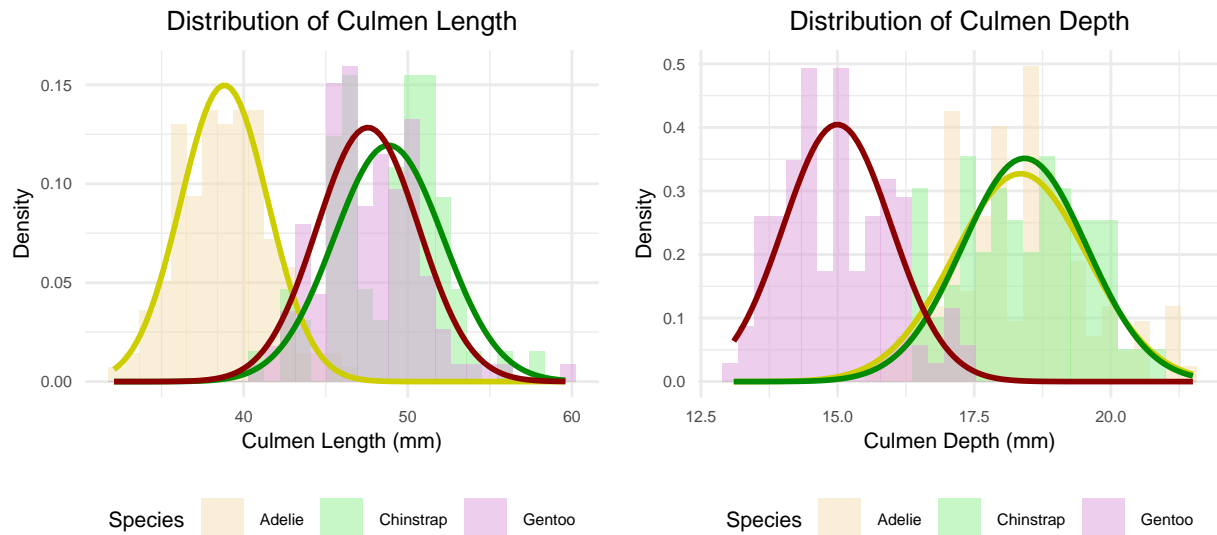 Distribution of Culmen Length
0.15
0.10
0.05
0.00
Density
40 50 60
Culmen Length (mm)
Species Adelie Chinstrap Gentoo
Distribution of Culmen Depth
0.5
0.4
0.3
0.2
0.1
0.0
Density
12.5 15.0 17.5 20.0
Culmen Depth (mm)
Species Adelie Chinstrap Gentoo